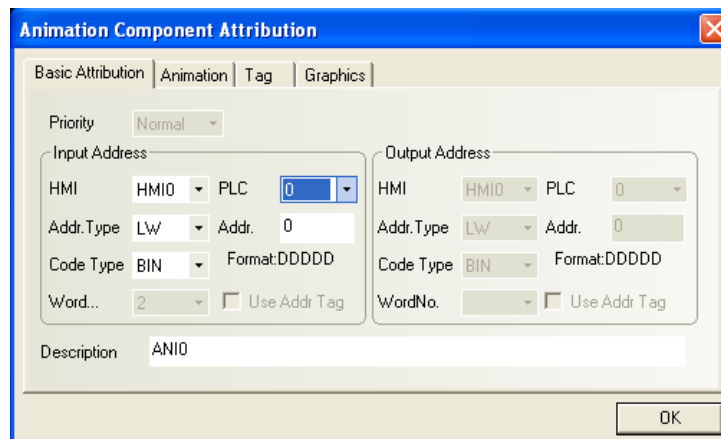 Animation Component Attribution
Basic Attribution Animation Tag Graphics
Priority Normal
Input Address Output Address
HMI HMI0 PLC 0 HMI HMI0 PLC 0
Addr.Type LW Addr. 0 Addr.Type LW Addr. 0
Code Type BIN Format:DDDDD Code Type BIN Format:DDDDD
Word... 2 Use Addr Tag WordNo. Use Addr Tag
Description ANI0
OK